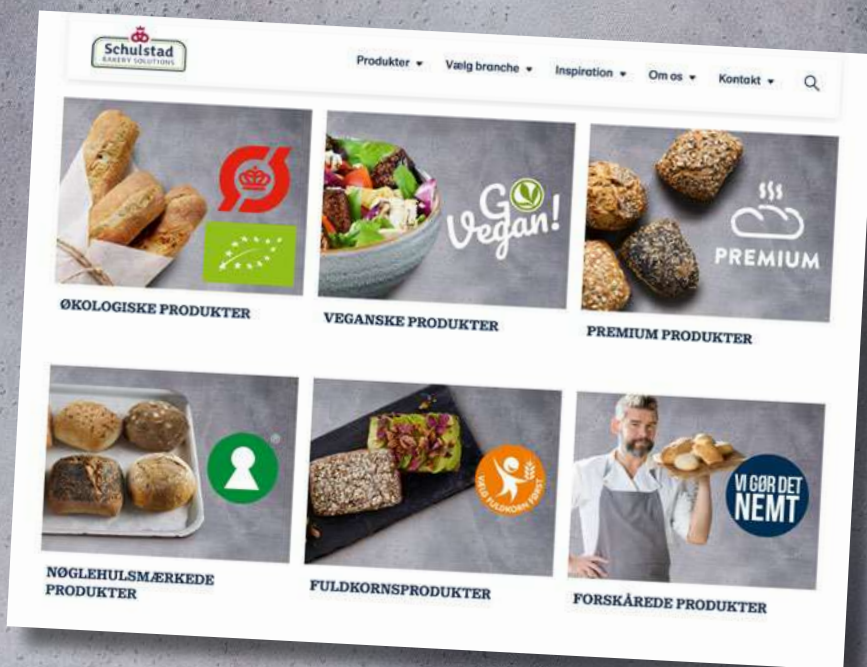 Schulstad
BAKERY SOLUTIONS
Produkter
Vælg branche
Inspiration
Om os
Kontakt
Go
Vegan!
PREMIUM
ØKOLOGISKE PRODUKTER
VEGANSKE PRODUKTER
PREMIUM PRODUKTER
®
VÆLG FULDKORN FØRST
VI GØR DET
NEMT
NØGLEHULSMÆRKEDE
PRODUKTER
FULDKORNSPRODUKTER
FORSKÅREDE PRODUKTER